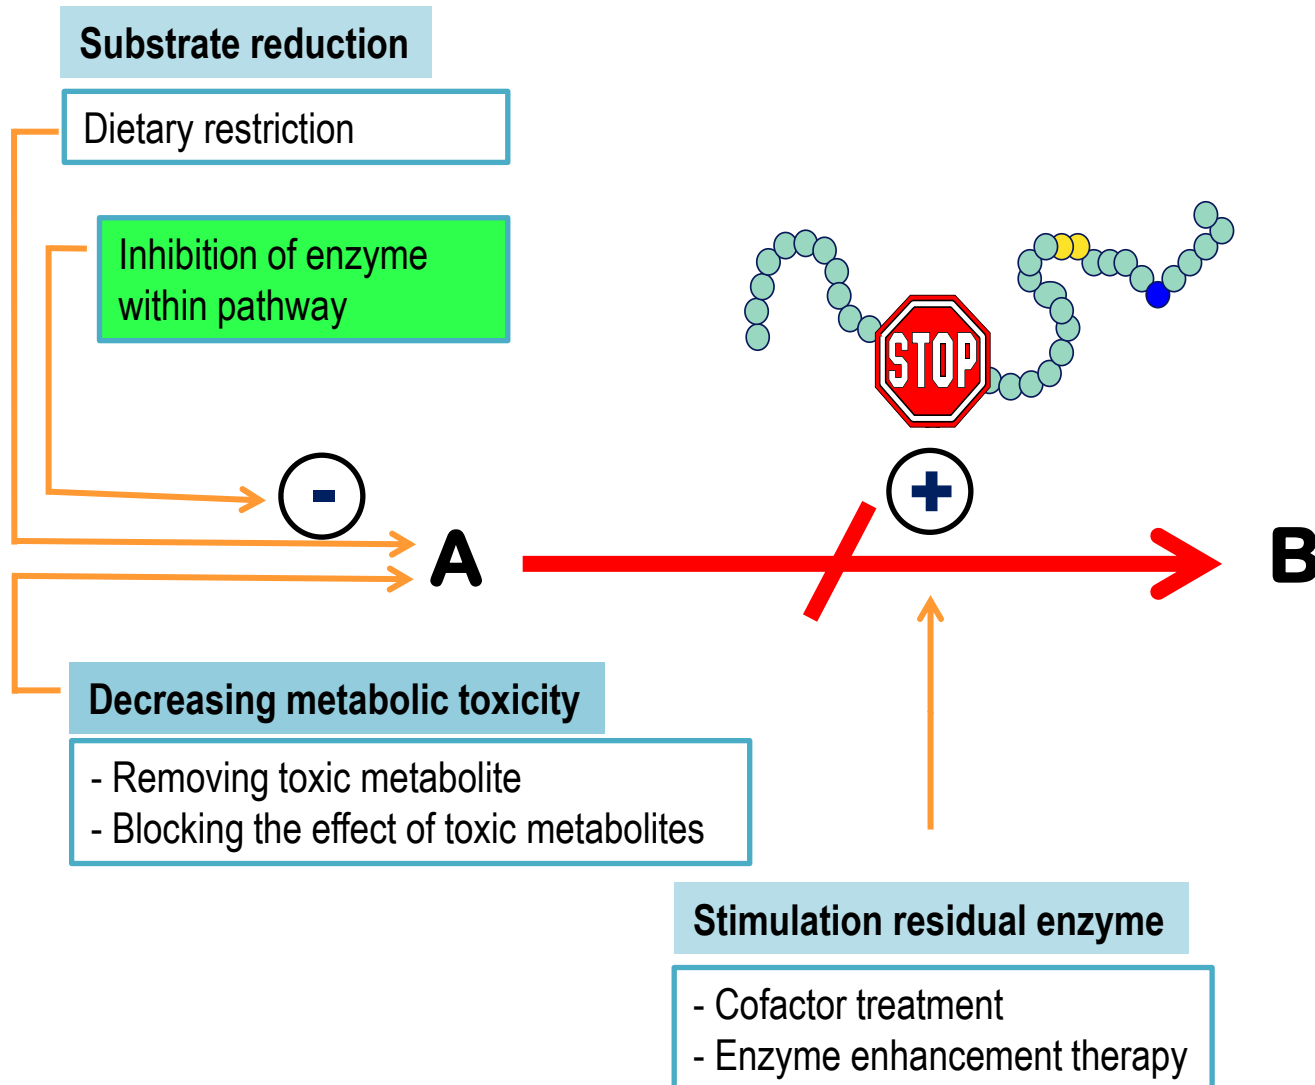 Substrate reduction
Dietary restriction
Inhibition of enzyme
within pathway
STOP
-
+
A
B
Decreasing metabolic toxicity
- Removing toxic metabolite
- Blocking the effect of toxic metabolites
Stimulation residual enzyme
- Cofactor treatment
- Enzyme enhancement therapy